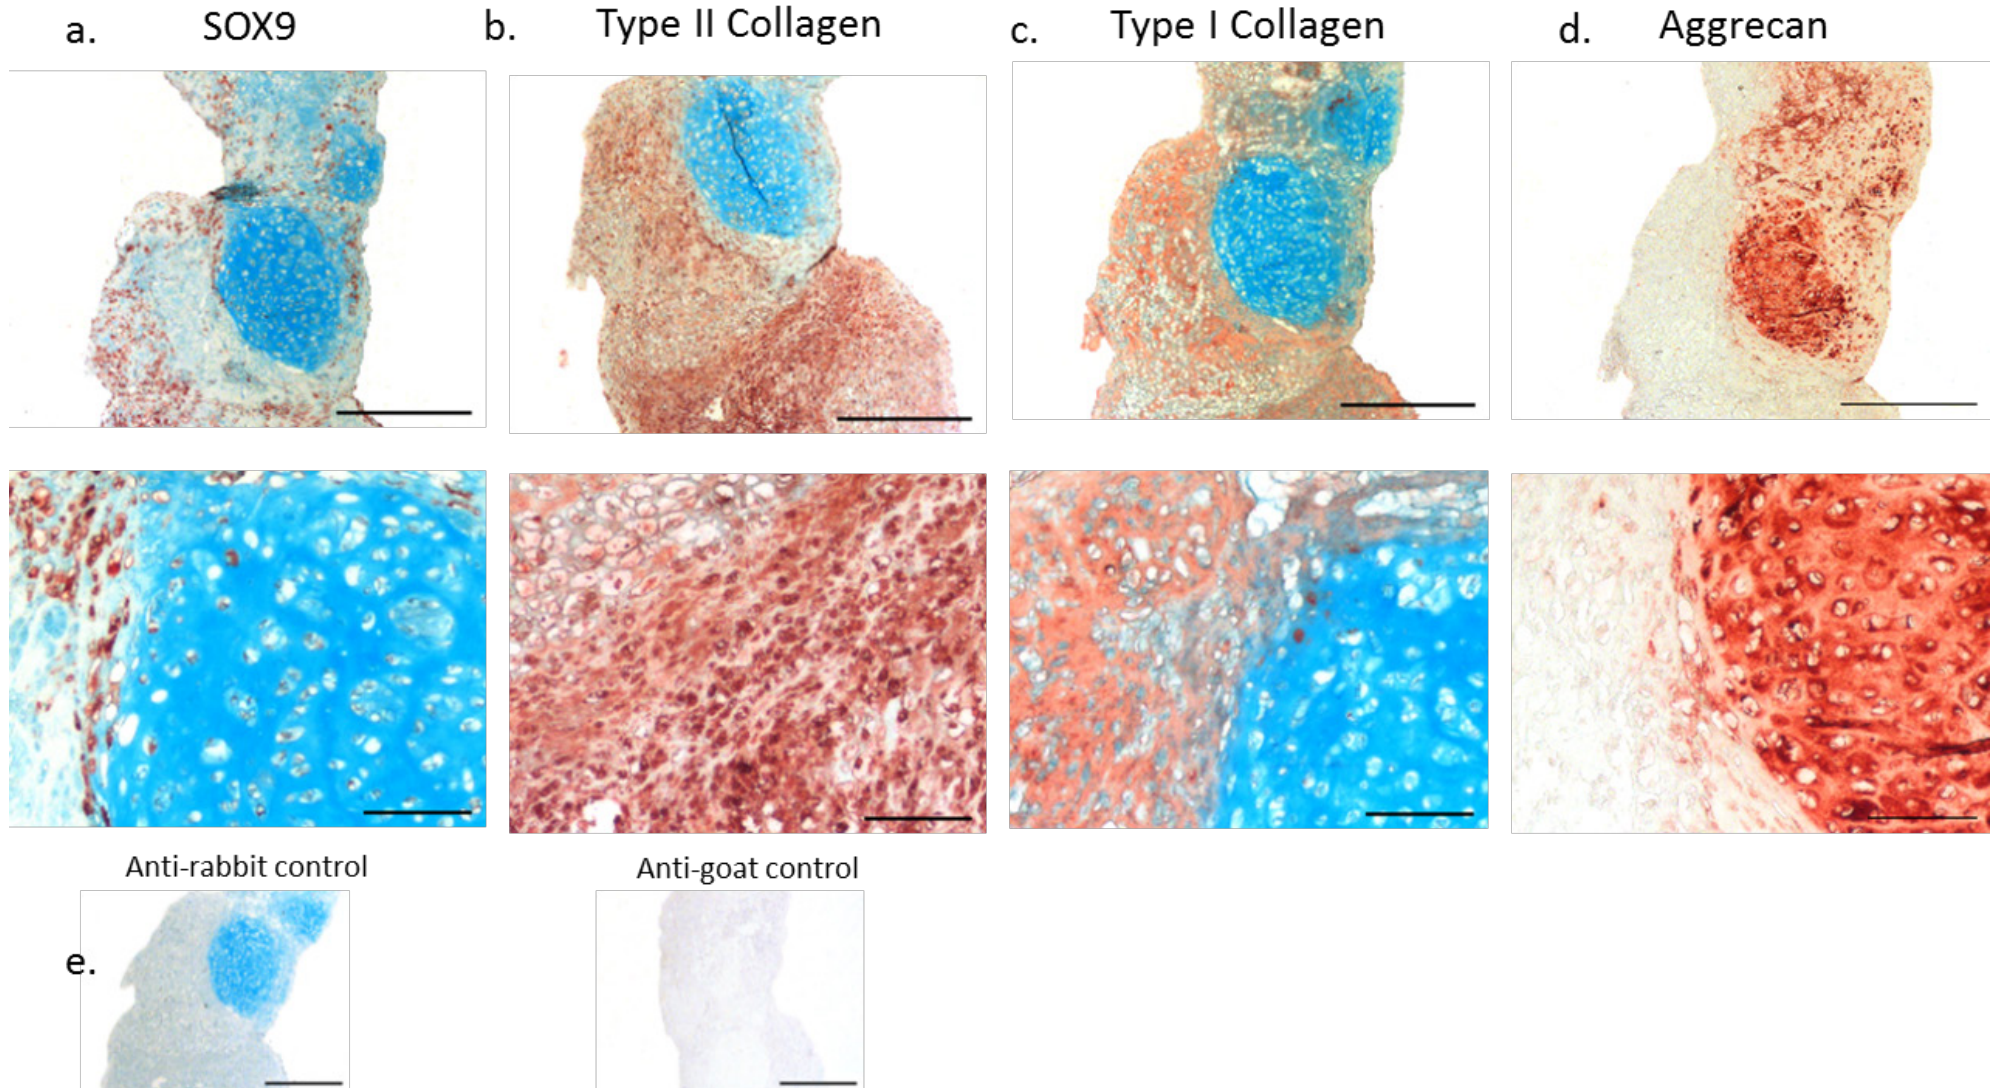 a. SOX9
b. Type II Collagen
c. Type I Collagen
d. Aggrecan
Anti-rabbit control
Anti-goat control
e.